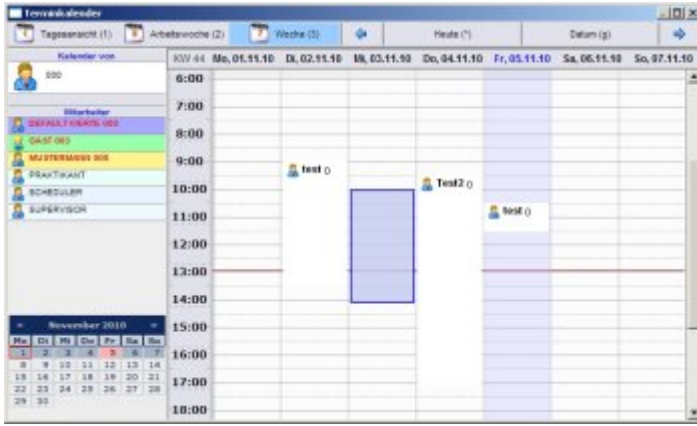 Terminkalender
Tagesansicht (1)
Arbeitswoche (2)
Woche (3)
Heute (*)
Datum (g)
Kalender von
000
KW 44 Mo, 01.11.10 Di, 02.11.10 Mi, 03.11.10 Do, 04.11.10 Fr, 05.11.10 Sa, 06.11.10 So, 07.11.10
Mitarbeiter
GAST 003
MUSTERMANN 000
PRAKTIKANT
SCHEDULER
SUPERVISOR
6:00
7:00
8:00
9:00
test ()
10:00
Test2 ()
11:00
test ()
12:00
13:00
14:00
15:00
16:00
17:00
18:00
November 2010
Mo Di Mi Do Fr Sa So
1 2 3 4 5 6 7
8 9 10 11 12 13 14
15 16 17 18 19 20 21
22 23 24 25 26 27 28
29 30